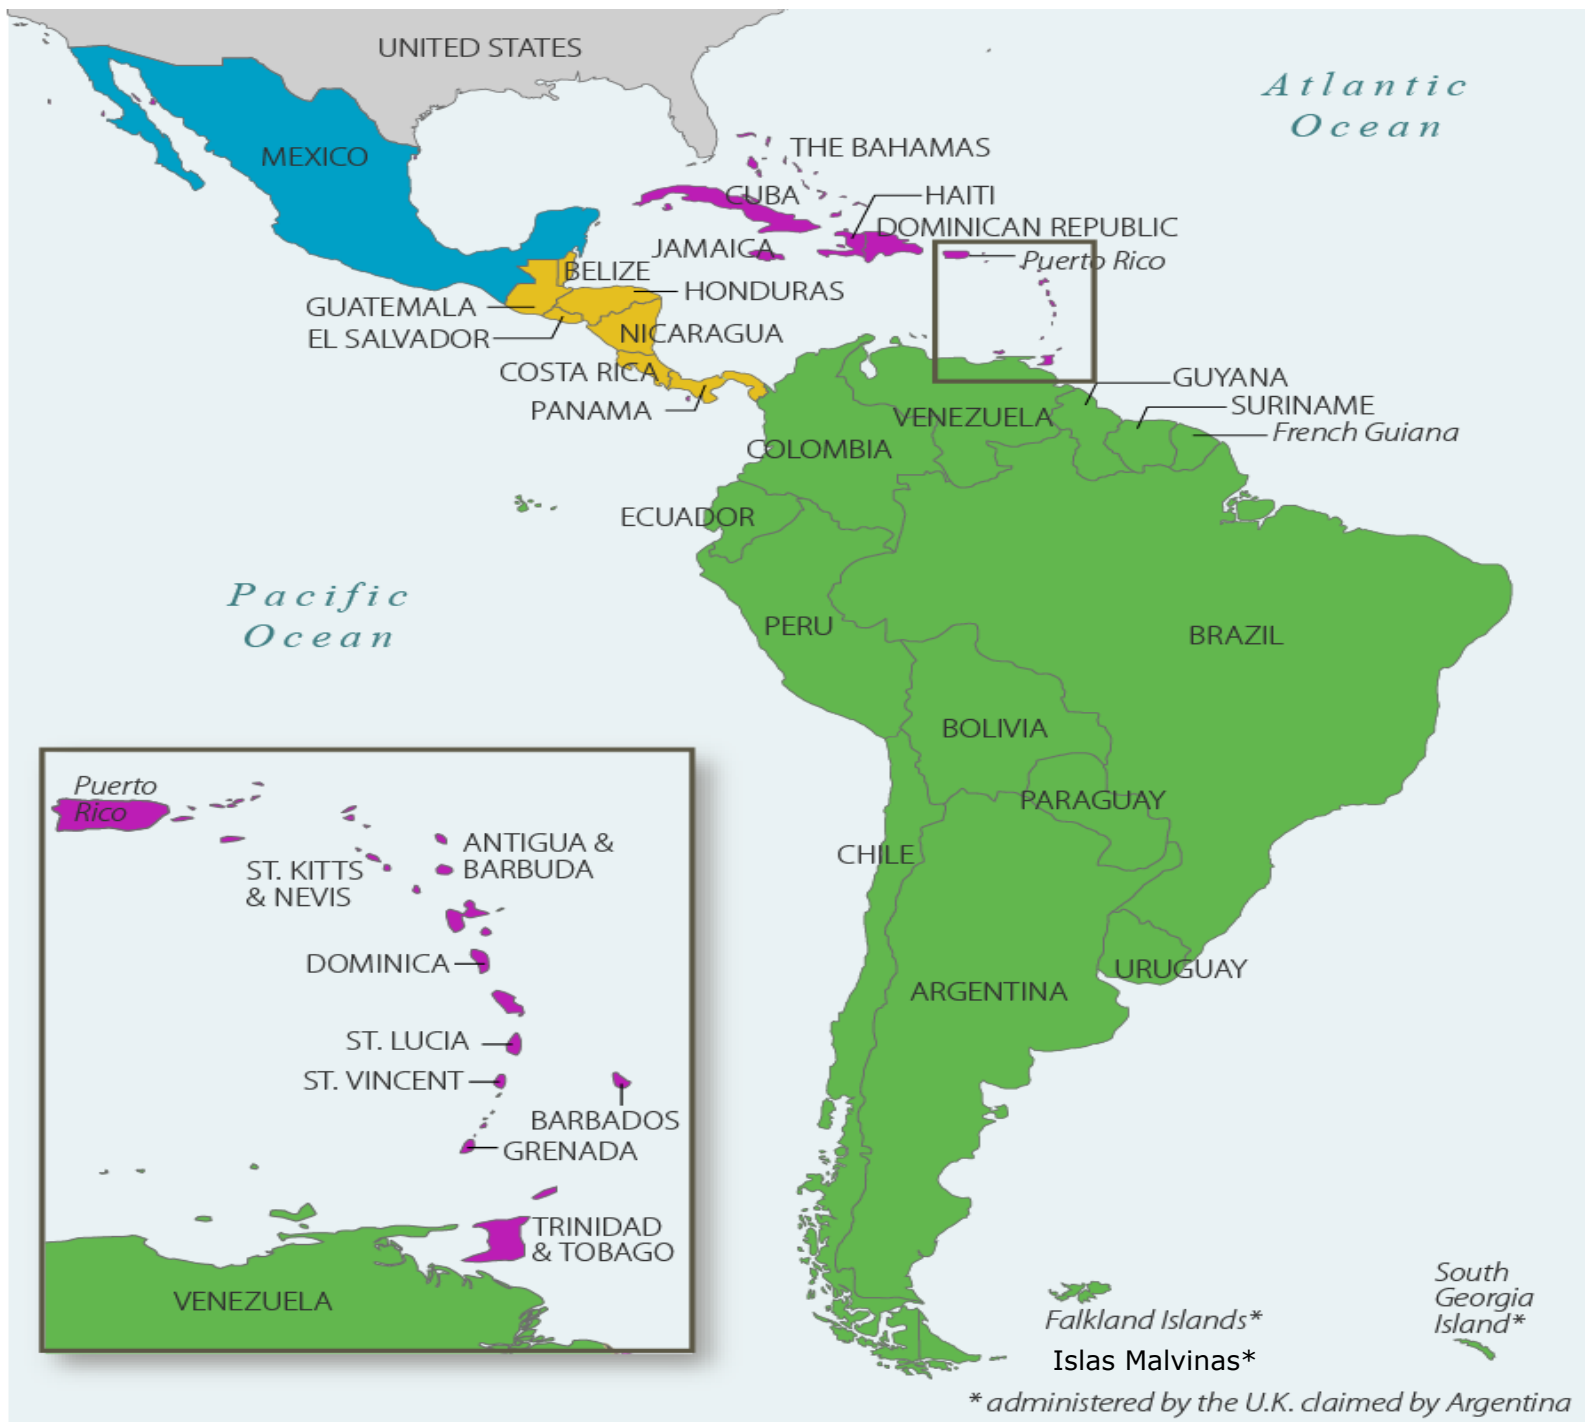 UNITED STATES
Atlantic
Ocean
MEXICO
THE BAHAMAS
CUBA
HAITI
DOMINICAN REPUBLIC
JAMAICA
Puerto Rico
BELIZE
HONDURAS
GUATEMALA
EL SALVADOR
NICARAGUA
COSTA RICA
PANAMA
GUYANA
SURINAME
French Guiana
VENEZUELA
COLOMBIA
ECUADOR
Pacific
Ocean
PERU
BRAZIL
BOLIVIA
PARAGUAY
CHILE
URUGUAY
ARGENTINA
Puerto
Rico
ANTIGUA &
BARBUDA
ST. KITTS
& NEVIS
DOMINICA
ST. LUCIA
ST. VINCENT
BARBADOS
GRENADA
TRINIDAD
& TOBAGO
VENEZUELA
South
Georgia
Island*
Falkland Islands*
Islas Malvinas*
* administered by the U.K. claimed by Argentina